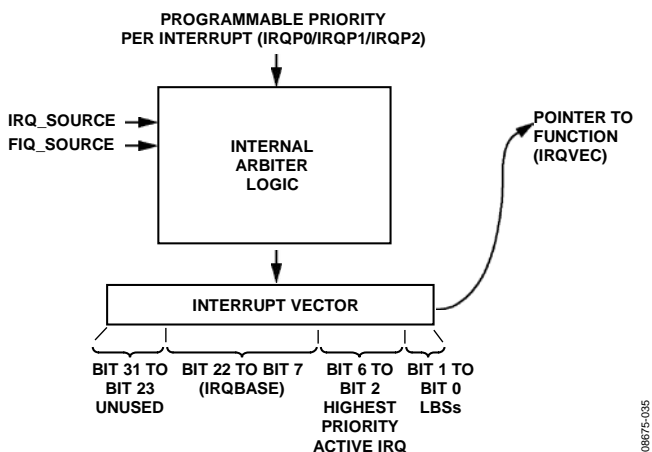 PROGRAMMABLE PRIORITY
PER INTERRUPT (IRQP0/IRQP1/IRQP2)
IRQ_SOURCE
FIQ_SOURCE
INTERNAL
ARBITER
LOGIC
POINTER TO
FUNCTION
(IRQVEC)
INTERRUPT VECTOR
BIT 31 TO
BIT 23
UNUSED
BIT 22 TO BIT 7
(IRQBASE)
BIT 6 TO
BIT 2
HIGHEST
PRIORITY
ACTIVE IRQ
BIT 1 TO
BIT 0
LBSs
08675-035